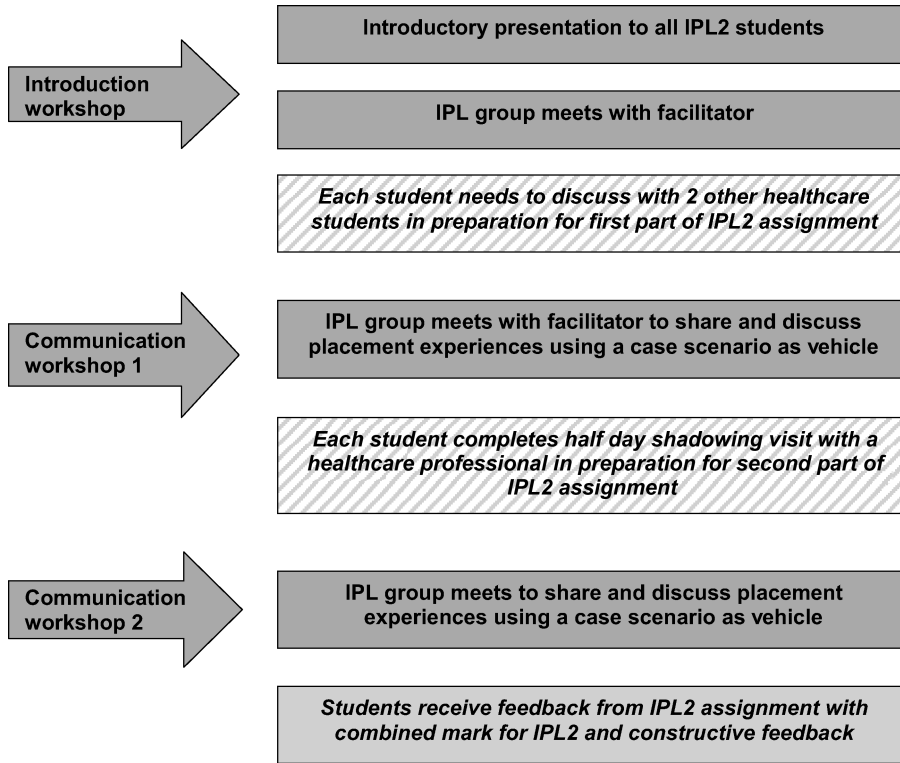 Introductory presentation to all IPL2 students
Introduction
workshop
IPL group meets with facilitator
Each student needs to discuss with 2 other healthcare
students in preparation for first part of IPL2 assignment
Communication
workshop 1
IPL group meets with facilitator to share and discuss
placement experiences using a case scenario as vehicle
Each student completes half day shadowing visit with a
healthcare professional in preparation for second part of
IPL2 assignment
Communication
workshop 2
IPL group meets to share and discuss placement
experiences using a case scenario as vehicle
Students receive feedback from IPL2 assignment with
combined mark for IPL2 and constructive feedback